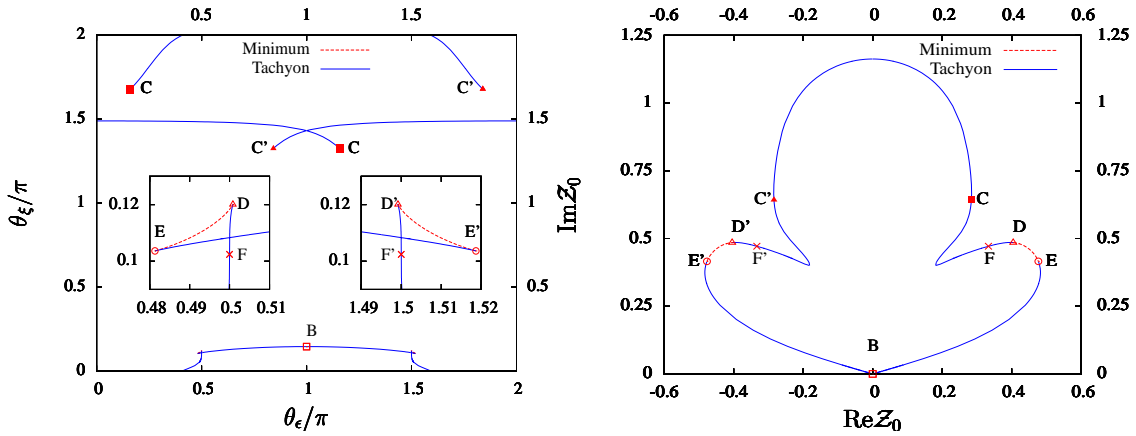 0 0.5 1 1.5 2
2
1.5
1
0.5
0
θξ/π
Minimum
Tachyon
C
C'
C'
C
0.12
0.1
E
D
F
0.48 0.49 0.5 0.51
0.12
0.1
D'
E'
F'
1.49 1.5 1.51 1.52
B
0 0.5 1 1.5 2
θϵ/π
-0.6 -0.4 -0.2 0 0.2 0.4 0.6
1.25
1
0.75
0.5
0.25
0
ImZ0
Minimum
Tachyon
C'
C
D'
D
F'
F
E'
E
B
1.25
1
0.75
0.5
0.25
0
-0.6 -0.4 -0.2 0 0.2 0.4 0.6
ReZ0